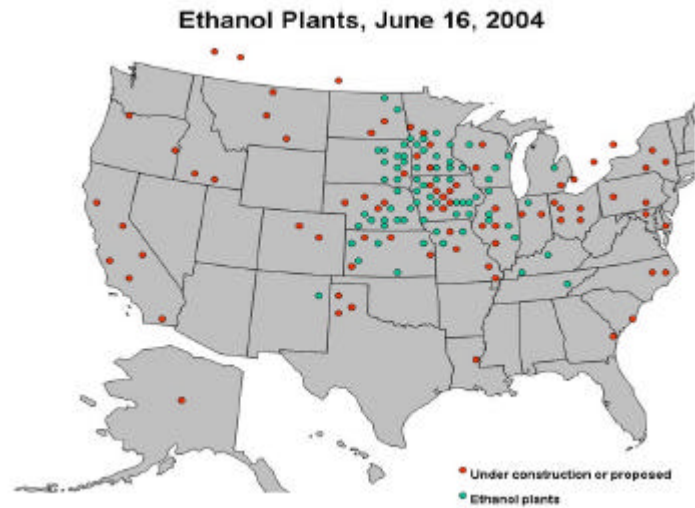 Ethanol Plants, June 16, 2004
Under construction or proposed
Ethanol plants